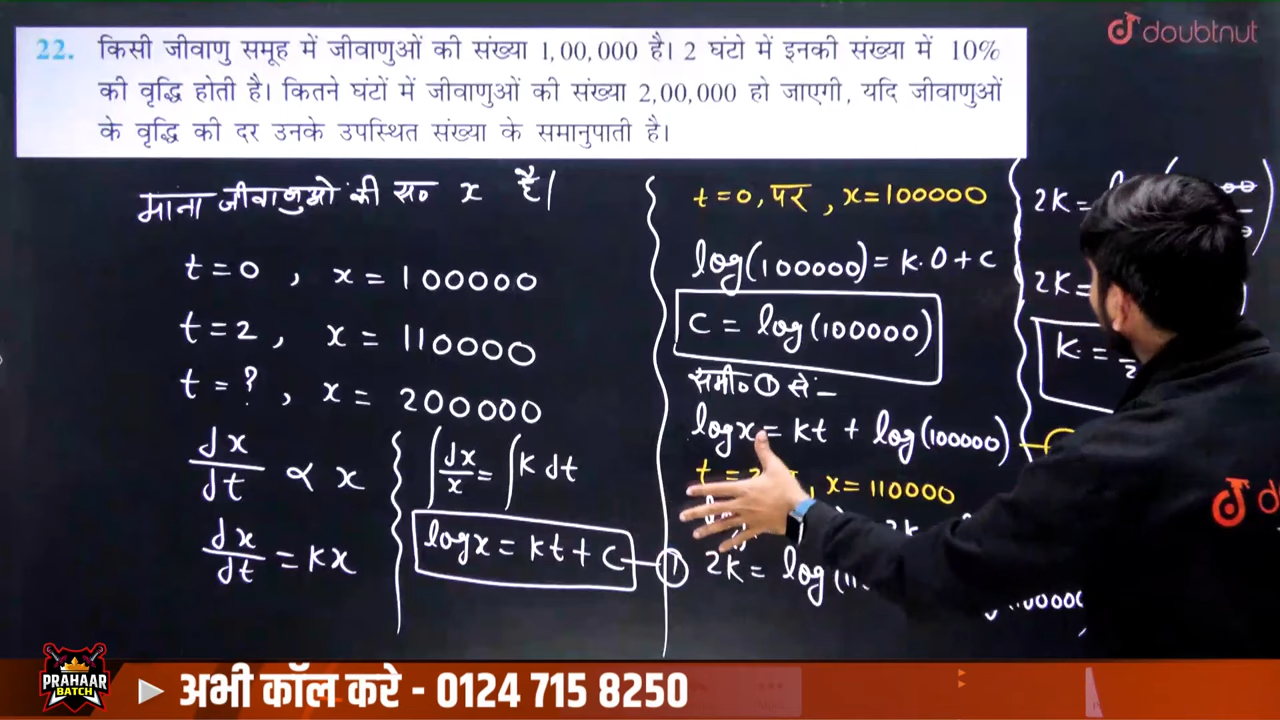 22. किसी जीवाणु समूह में जीवाणुओं की संख्या 1,00,000 है। 2 घंटो में इनकी संख्या में 10%
की वृद्धि होती है। कितने घंटों में जीवाणुओं की संख्या 2,00,000 हो जाएगी, यदि जीवाणुओं
के वृद्धि की दर उनके उपस्थित संख्या के समानुपाती है।
doubtnut
माना जीवाणुओ की स० x है।
t = 0 , x = 100000
t = 2 , x = 110000
t = ? , x = 200000
dx/dt ∝ x
dx/dt = Kx
∫ dx/x = ∫ K dt
log x = Kt + C — ①
t = 0, पर , x = 100000
log(100000) = K.0 + C
C = log(100000)
समी० ① से:-
log x = Kt + log(100000)
x = 110000
2K = log(11
2K =
2K =
K =
PRAHAAR
BATCH
अभी कॉल करे - 0124 715 8250